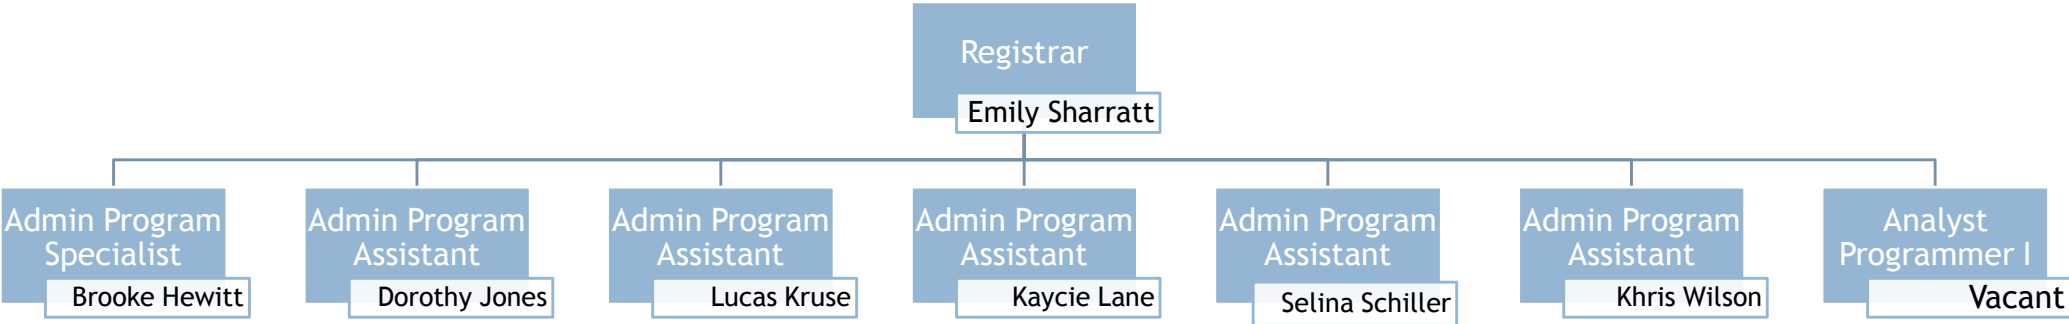 Registrar
Emily Sharratt
Admin Program
Specialist
Brooke Hewitt
Admin Program
Assistant
Dorothy Jones
Admin Program
Assistant
Lucas Kruse
Admin Program
Assistant
Kaycie Lane
Admin Program
Assistant
Selina Schiller
Admin Program
Assistant
Khris Wilson
Analyst
Programmer I
Vacant